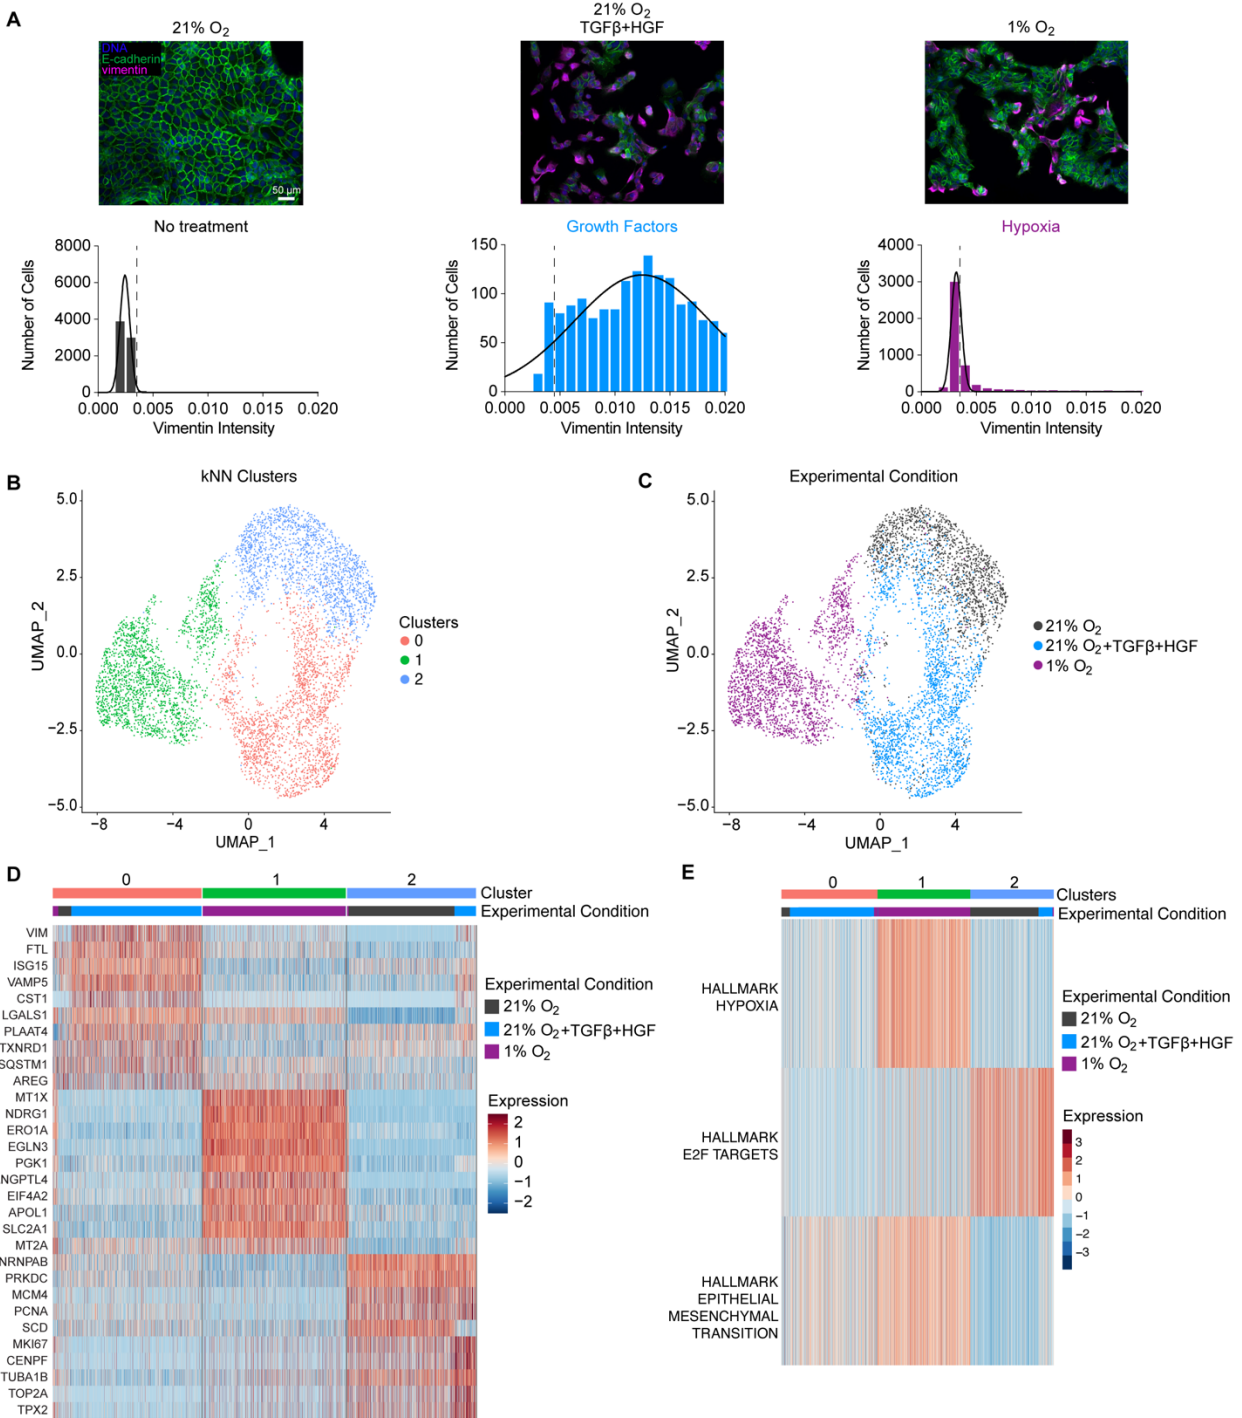 A
21% O2
DNA
E-cadherin
vimentin
50 µm
21% O2
TGFβ+HGF
1% O2
No treatment
Number of Cells
8000
6000
4000
2000
0
0.000 0.005 0.010 0.015 0.020
Vimentin Intensity
Growth Factors
Number of Cells
150
100
50
0
0.000 0.005 0.010 0.015 0.020
Vimentin Intensity
Hypoxia
Number of Cells
4000
3000
2000
1000
0
0.000 0.005 0.010 0.015 0.020
Vimentin Intensity
B
kNN Clusters
UMAP_2
5.0
2.5
0.0
−2.5
−5.0
−8 −4 0 4
UMAP_1
Clusters
0
1
2
C
Experimental Condition
UMAP_2
5.0
2.5
0.0
−2.5
−5.0
−8 −4 0 4
UMAP_1
21% O2
21% O2+TGFβ+HGF
1% O2
D
0 1 2
Cluster
Experimental Condition
VIM
FTL
ISG15
VAMP5
CST1
LGALS1
PLAAT4
TXNRD1
SQSTM1
AREG
MT1X
NDRG1
ERO1A
EGLN3
PGK1
NGPTL4
EIF4A2
APOL1
SLC2A1
MT2A
NRNPAB
PRKDC
MCM4
PCNA
SCD
MKI67
CENPF
TUBA1B
TOP2A
TPX2
Experimental Condition
21% O2
21% O2+TGFβ+HGF
1% O2
Expression
2
1
0
−1
−2
E
0 1 2
Clusters
Experimental Condition
HALLMARK
HYPOXIA
HALLMARK
E2F TARGETS
HALLMARK
EPITHELIAL
MESENCHYMAL
TRANSITION
Experimental Condition
21% O2
21% O2+TGFβ+HGF
1% O2
Expression
3
2
1
0
−1
−2
−3